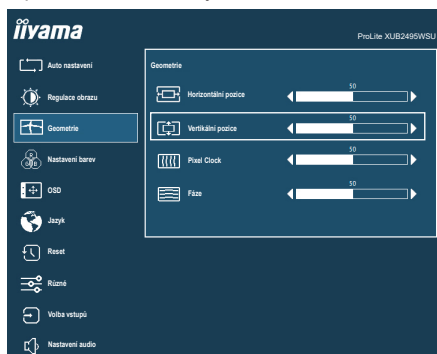 iiyama
ProLite XUB2495WSU
Auto nastavení
Regulace obrazu
Geometrie
Nastavení barev
OSD
Jazyk
Reset
Různé
Volba vstupů
Nastavení audio
Geometrie
Horizontální pozice
50
Vertikální pozice
50
Pixel Clock
50
Fáze
50